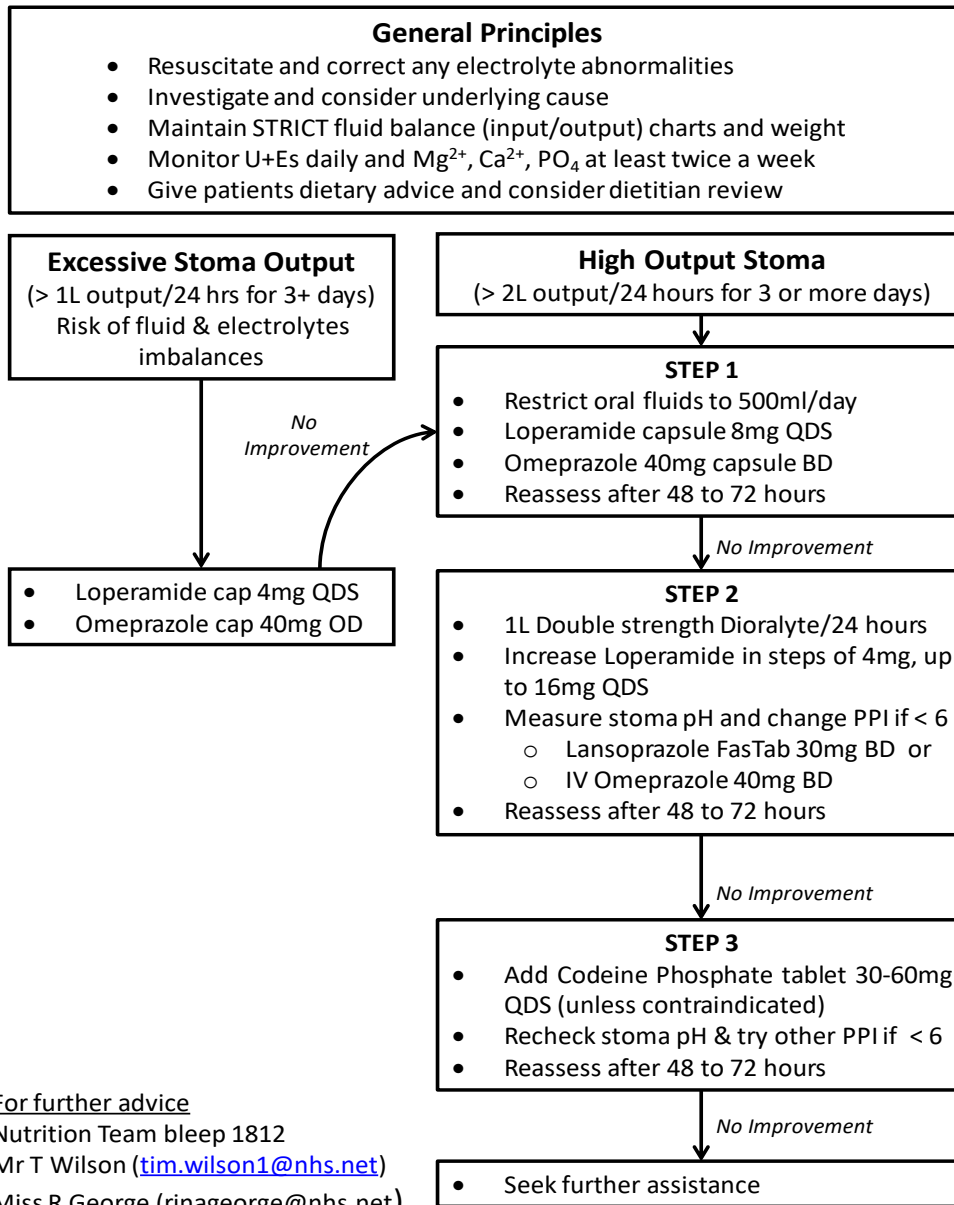 General Principles
• Resuscitate and correct any electrolyte abnormalities
• Investigate and consider underlying cause
• Maintain STRICT fluid balance (input/output) charts and weight
• Monitor U+Es daily and Mg²⁺, Ca²⁺, PO₄ at least twice a week
• Give patients dietary advice and consider dietitian review
Excessive Stoma Output
(> 1L output/24 hrs for 3+ days)
Risk of fluid & electrolytes
imbalances
No
Improvement
• Loperamide cap 4mg QDS
• Omeprazole cap 40mg OD
High Output Stoma
(> 2L output/24 hours for 3 or more days)
STEP 1
• Restrict oral fluids to 500ml/day
• Loperamide capsule 8mg QDS
• Omeprazole 40mg capsule BD
• Reassess after 48 to 72 hours
No Improvement
STEP 2
• 1L Double strength Dioralyte/24 hours
• Increase Loperamide in steps of 4mg, up
to 16mg QDS
• Measure stoma pH and change PPI if < 6
o Lansoprazole FasTab 30mg BD or
o IV Omeprazole 40mg BD
• Reassess after 48 to 72 hours
No Improvement
STEP 3
• Add Codeine Phosphate tablet 30-60mg
QDS (unless contraindicated)
• Recheck stoma pH & try other PPI if < 6
• Reassess after 48 to 72 hours
No Improvement
• Seek further assistance
For further advice
Nutrition Team bleep 1812
Mr T Wilson (tim.wilson1@nhs.net)
Miss R George (rinageorge@nhs.net)